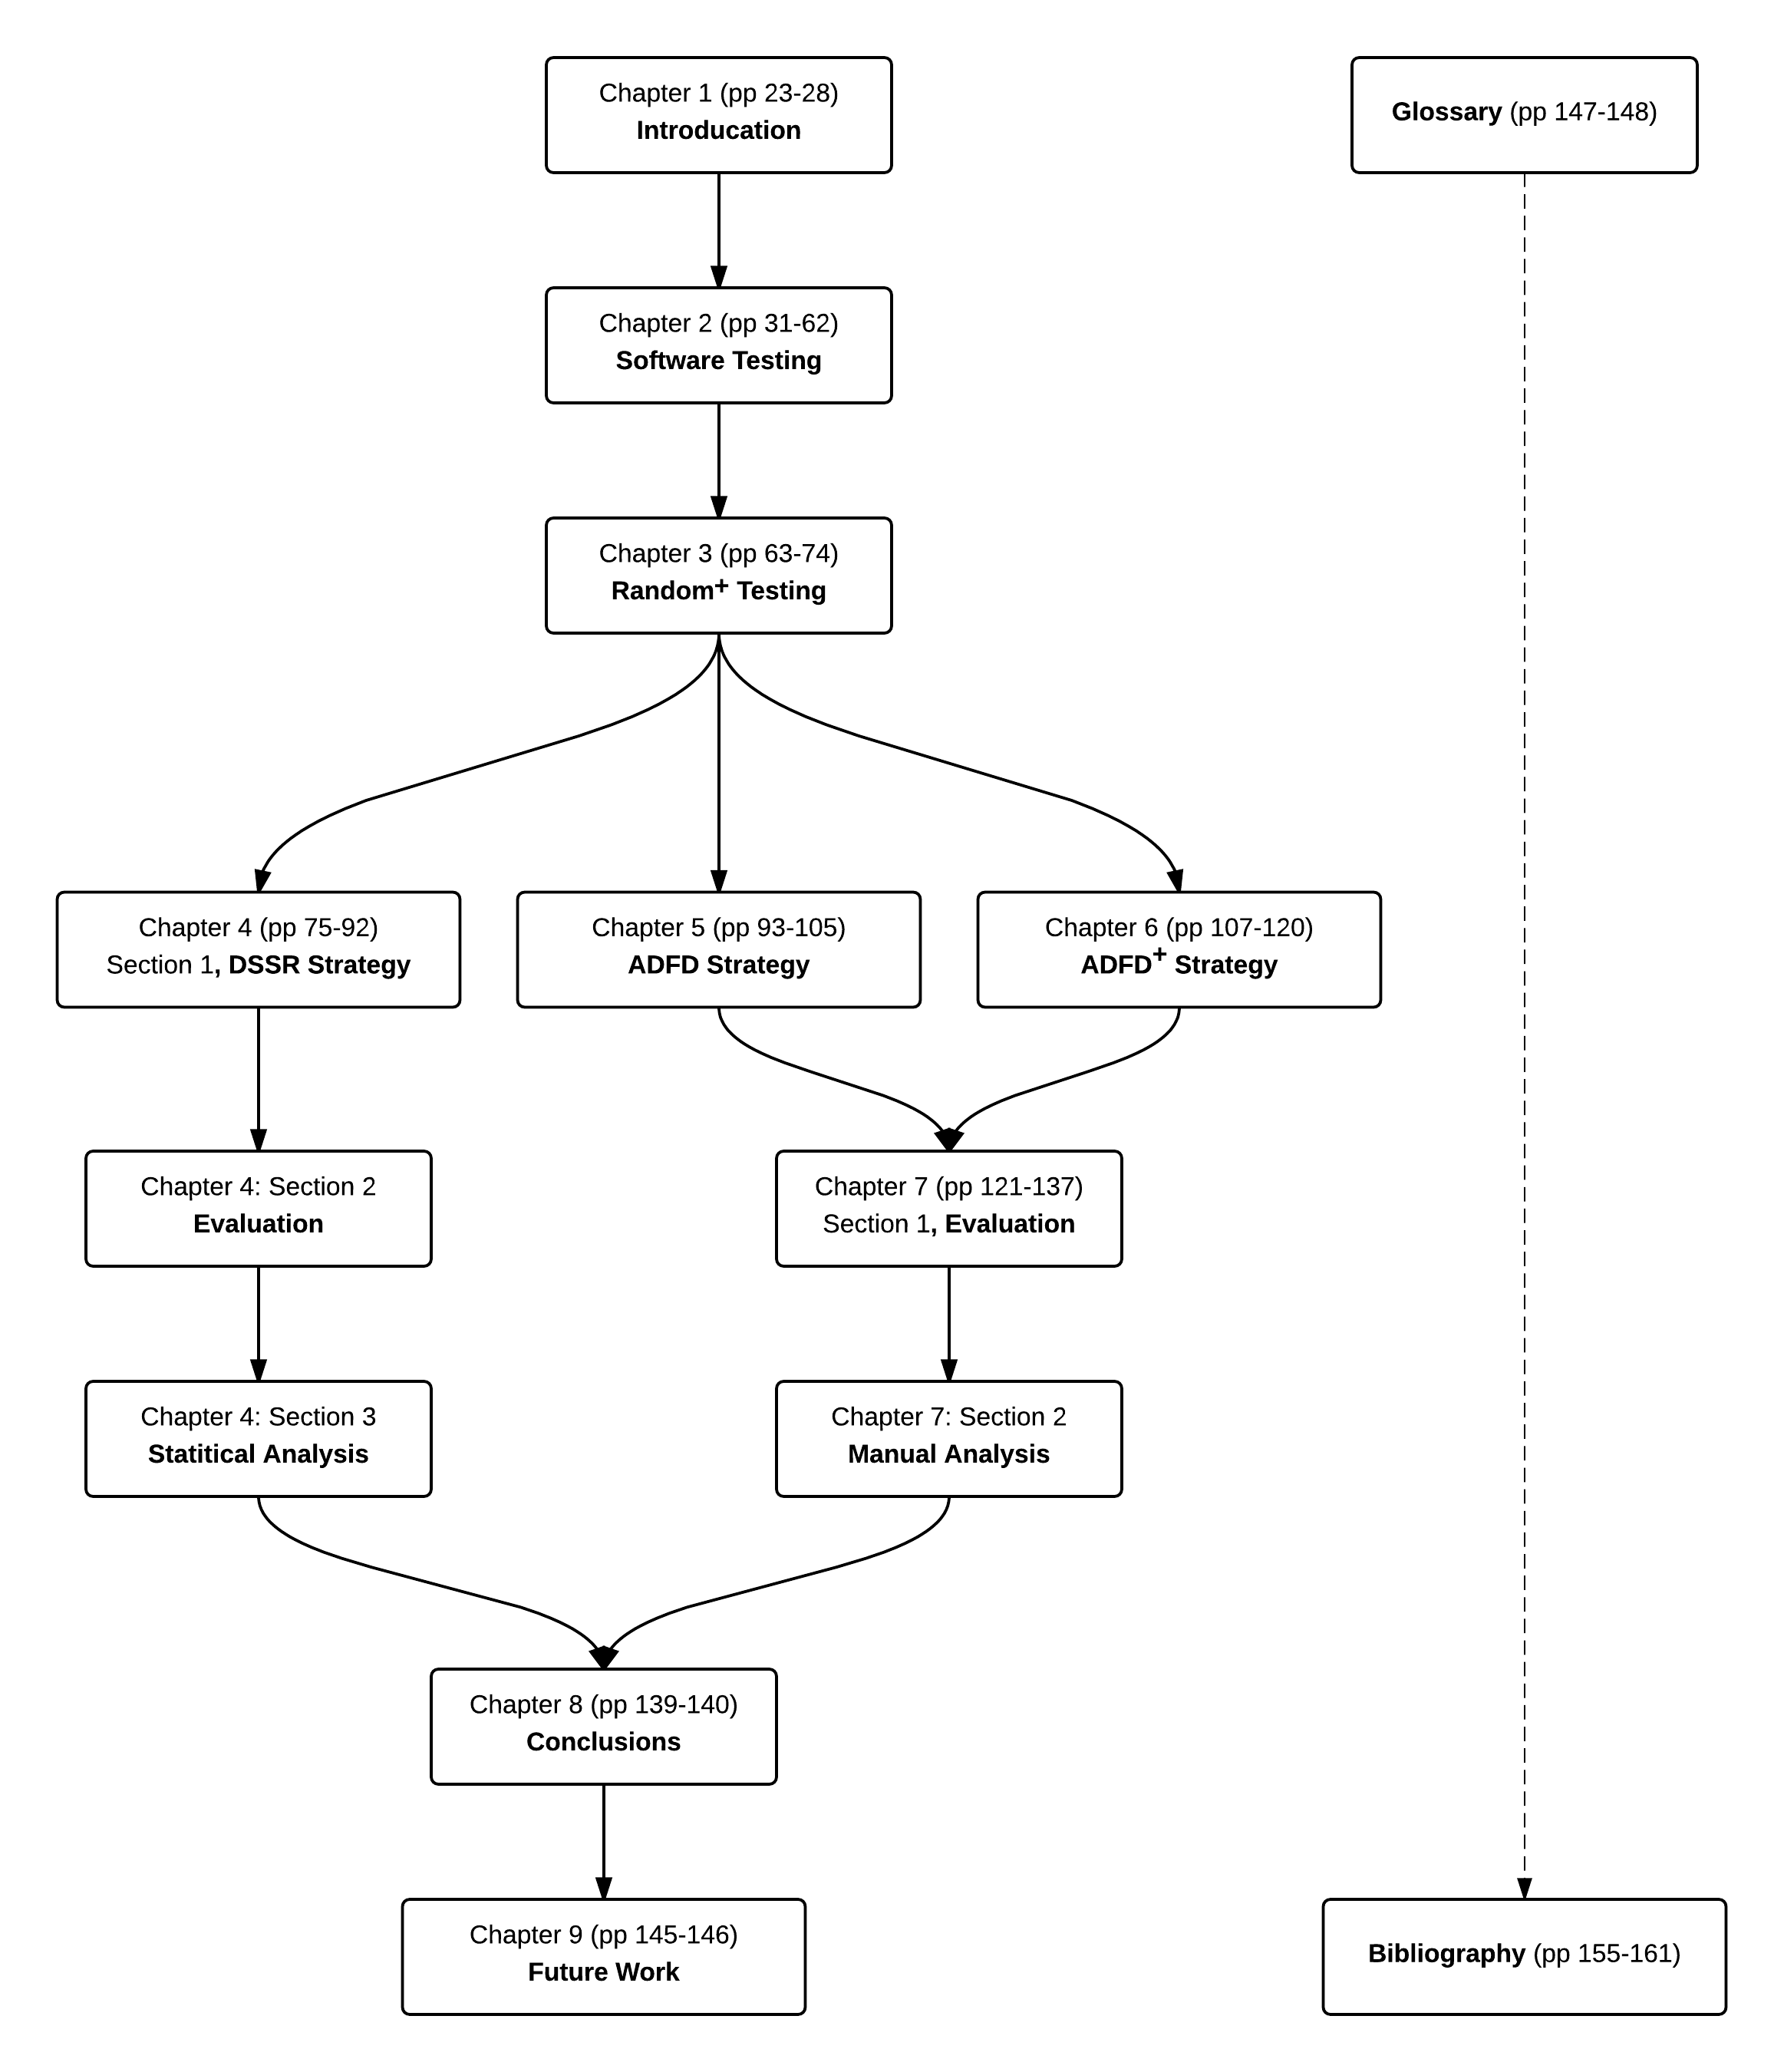 Chapter 1 (pp 23-28)
Introducation
Glossary (pp 147-148)
Chapter 2 (pp 31-62)
Software Testing
Chapter 3 (pp 63-74)
Random+ Testing
Chapter 4 (pp 75-92)
Section 1, DSSR Strategy
Chapter 5 (pp 93-105)
ADFD Strategy
Chapter 6 (pp 107-120)
ADFD+ Strategy
Chapter 4: Section 2
Evaluation
Chapter 7 (pp 121-137)
Section 1, Evaluation
Chapter 4: Section 3
Statitical Analysis
Chapter 7: Section 2
Manual Analysis
Chapter 8 (pp 139-140)
Conclusions
Chapter 9 (pp 145-146)
Future Work
Bibliography (pp 155-161)